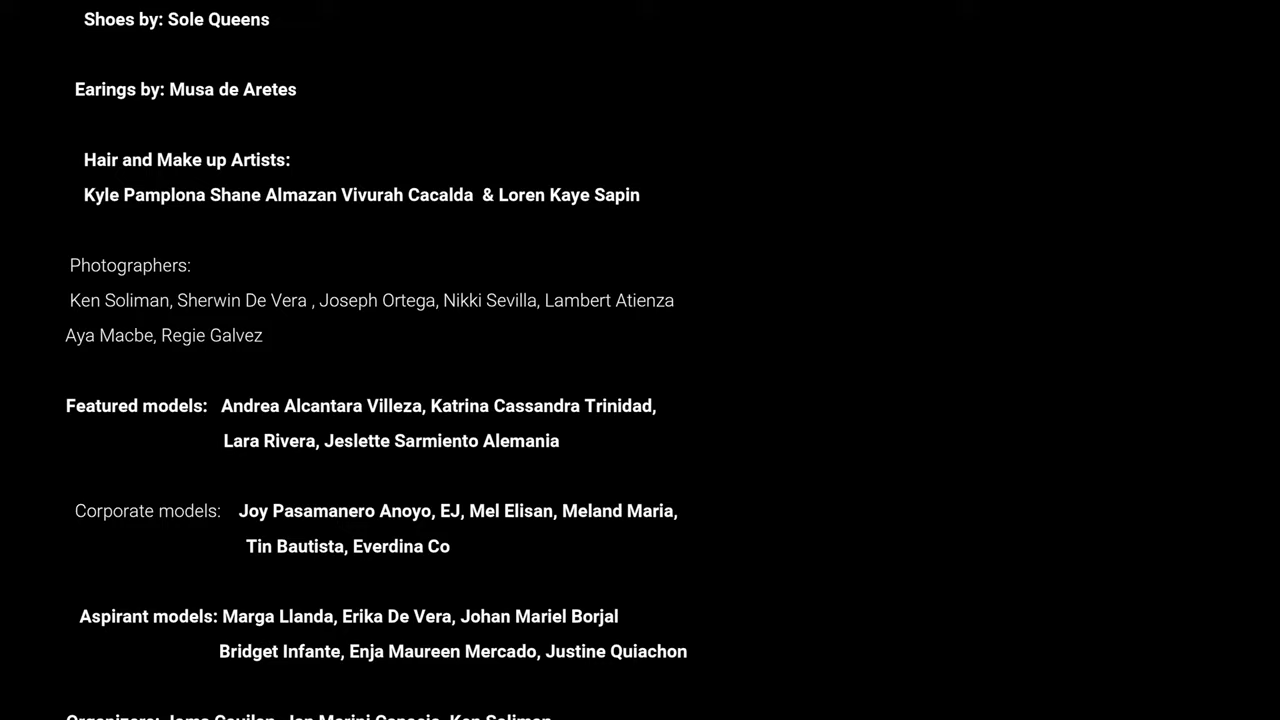 Shoes by: Sole Queens
Earings by: Musa de Aretes
Hair and Make up Artists:
Kyle Pamplona Shane Almazan Vivurah Cacalda & Loren Kaye Sapin
Photographers:
Ken Soliman, Sherwin De Vera , Joseph Ortega, Nikki Sevilla, Lambert Atienza
Aya Macbe, Regie Galvez
Featured models: Andrea Alcantara Villeza, Katrina Cassandra Trinidad,
Lara Rivera, Jeslette Sarmiento Alemania
Corporate models: Joy Pasamanero Anoyo, EJ, Mel Elisan, Meland Maria,
Tin Bautista, Everdina Co
Aspirant models: Marga Llanda, Erika De Vera, Johan Mariel Borjal
Bridget Infante, Enja Maureen Mercado, Justine Quiachon
Organizers: Ken Soliman